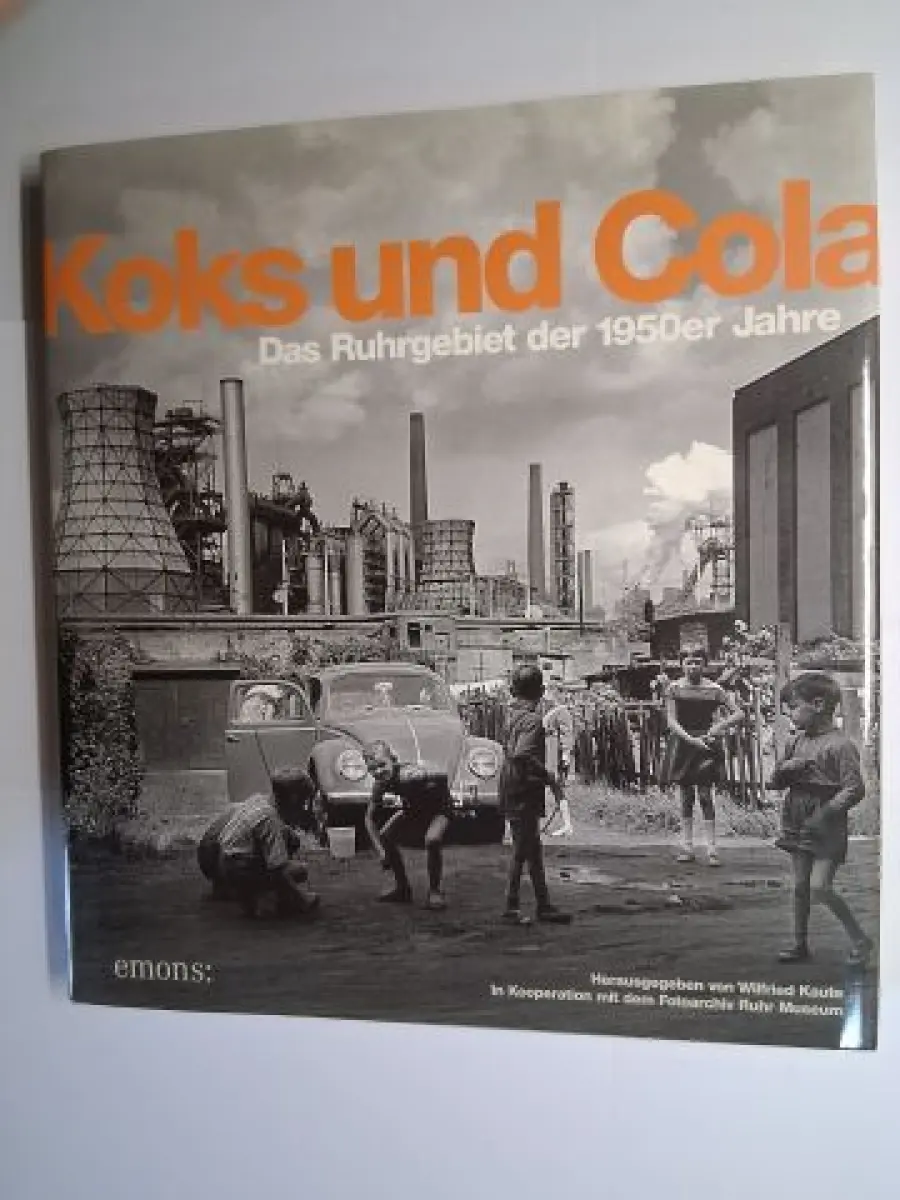 Koks und Cola
Das Ruhrgebiet der 1950er Jahre
emons:
Herausgegeben von Wilfried Kaute
In Kooperation mit dem Fotoarchiv Ruhr Museum